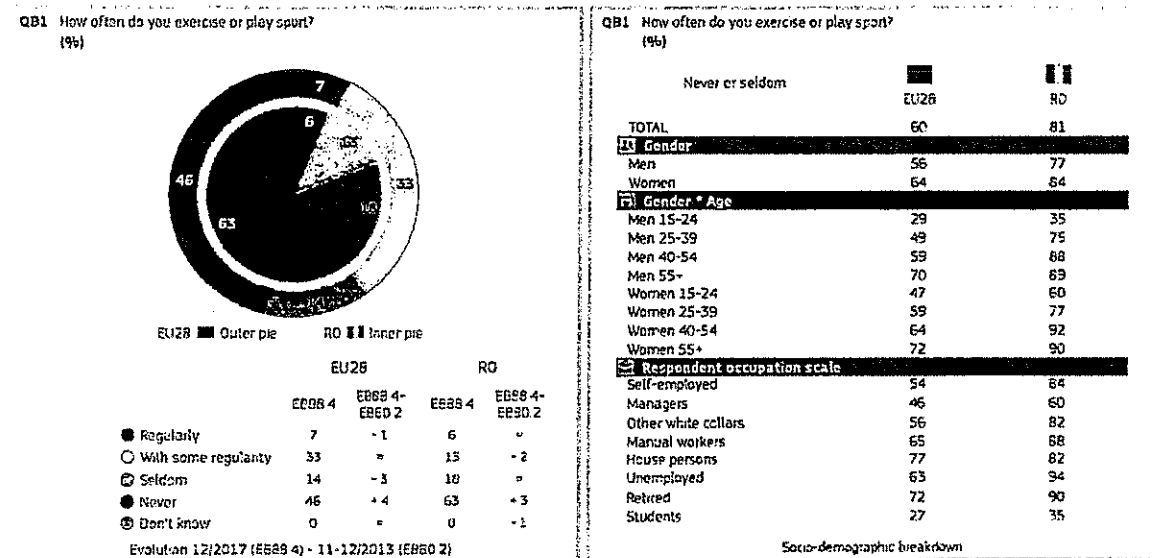 QB1 How often do you exercise or play sport?
(%)
7
6
13
46
33
18
63
EU28 Outer pie RO Inner pie
EU28 RO
EB88 4 EB88 4-EB80 2 EB88 4 EB88 4-EB80 2
Regularly 7 - 1 6 =
With some regularity 33 = 13 - 2
Seldom 14 - 3 18 =
Never 46 + 4 63 + 3
Don't know 0 = 0 - 1
Evolution 12/2017 (EB88 4) - 11-12/2013 (EB80 2)
QB1 How often do you exercise or play sport?
(%)
Never or seldom
EU28 RO
TOTAL 60 81
Gender
Men 56 77
Women 64 84
Gender * Age
Men 15-24 29 35
Men 25-39 49 75
Men 40-54 59 88
Men 55+ 70 89
Women 15-24 47 60
Women 25-39 59 77
Women 40-54 64 92
Women 55+ 72 90
Respondent occupation scale
Self-employed 54 84
Managers 46 60
Other white collars 56 82
Manual workers 65 88
House persons 77 82
Unemployed 63 94
Retired 72 90
Students 27 35
Socio-demographic breakdown